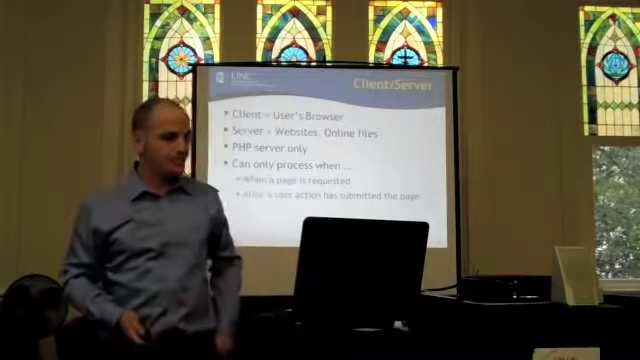 UNC
Client/Server
Client = User's Browser
Server = Websites, Online files
PHP server only
Can only process when ...
When a page is requested
After a user action has submitted the page